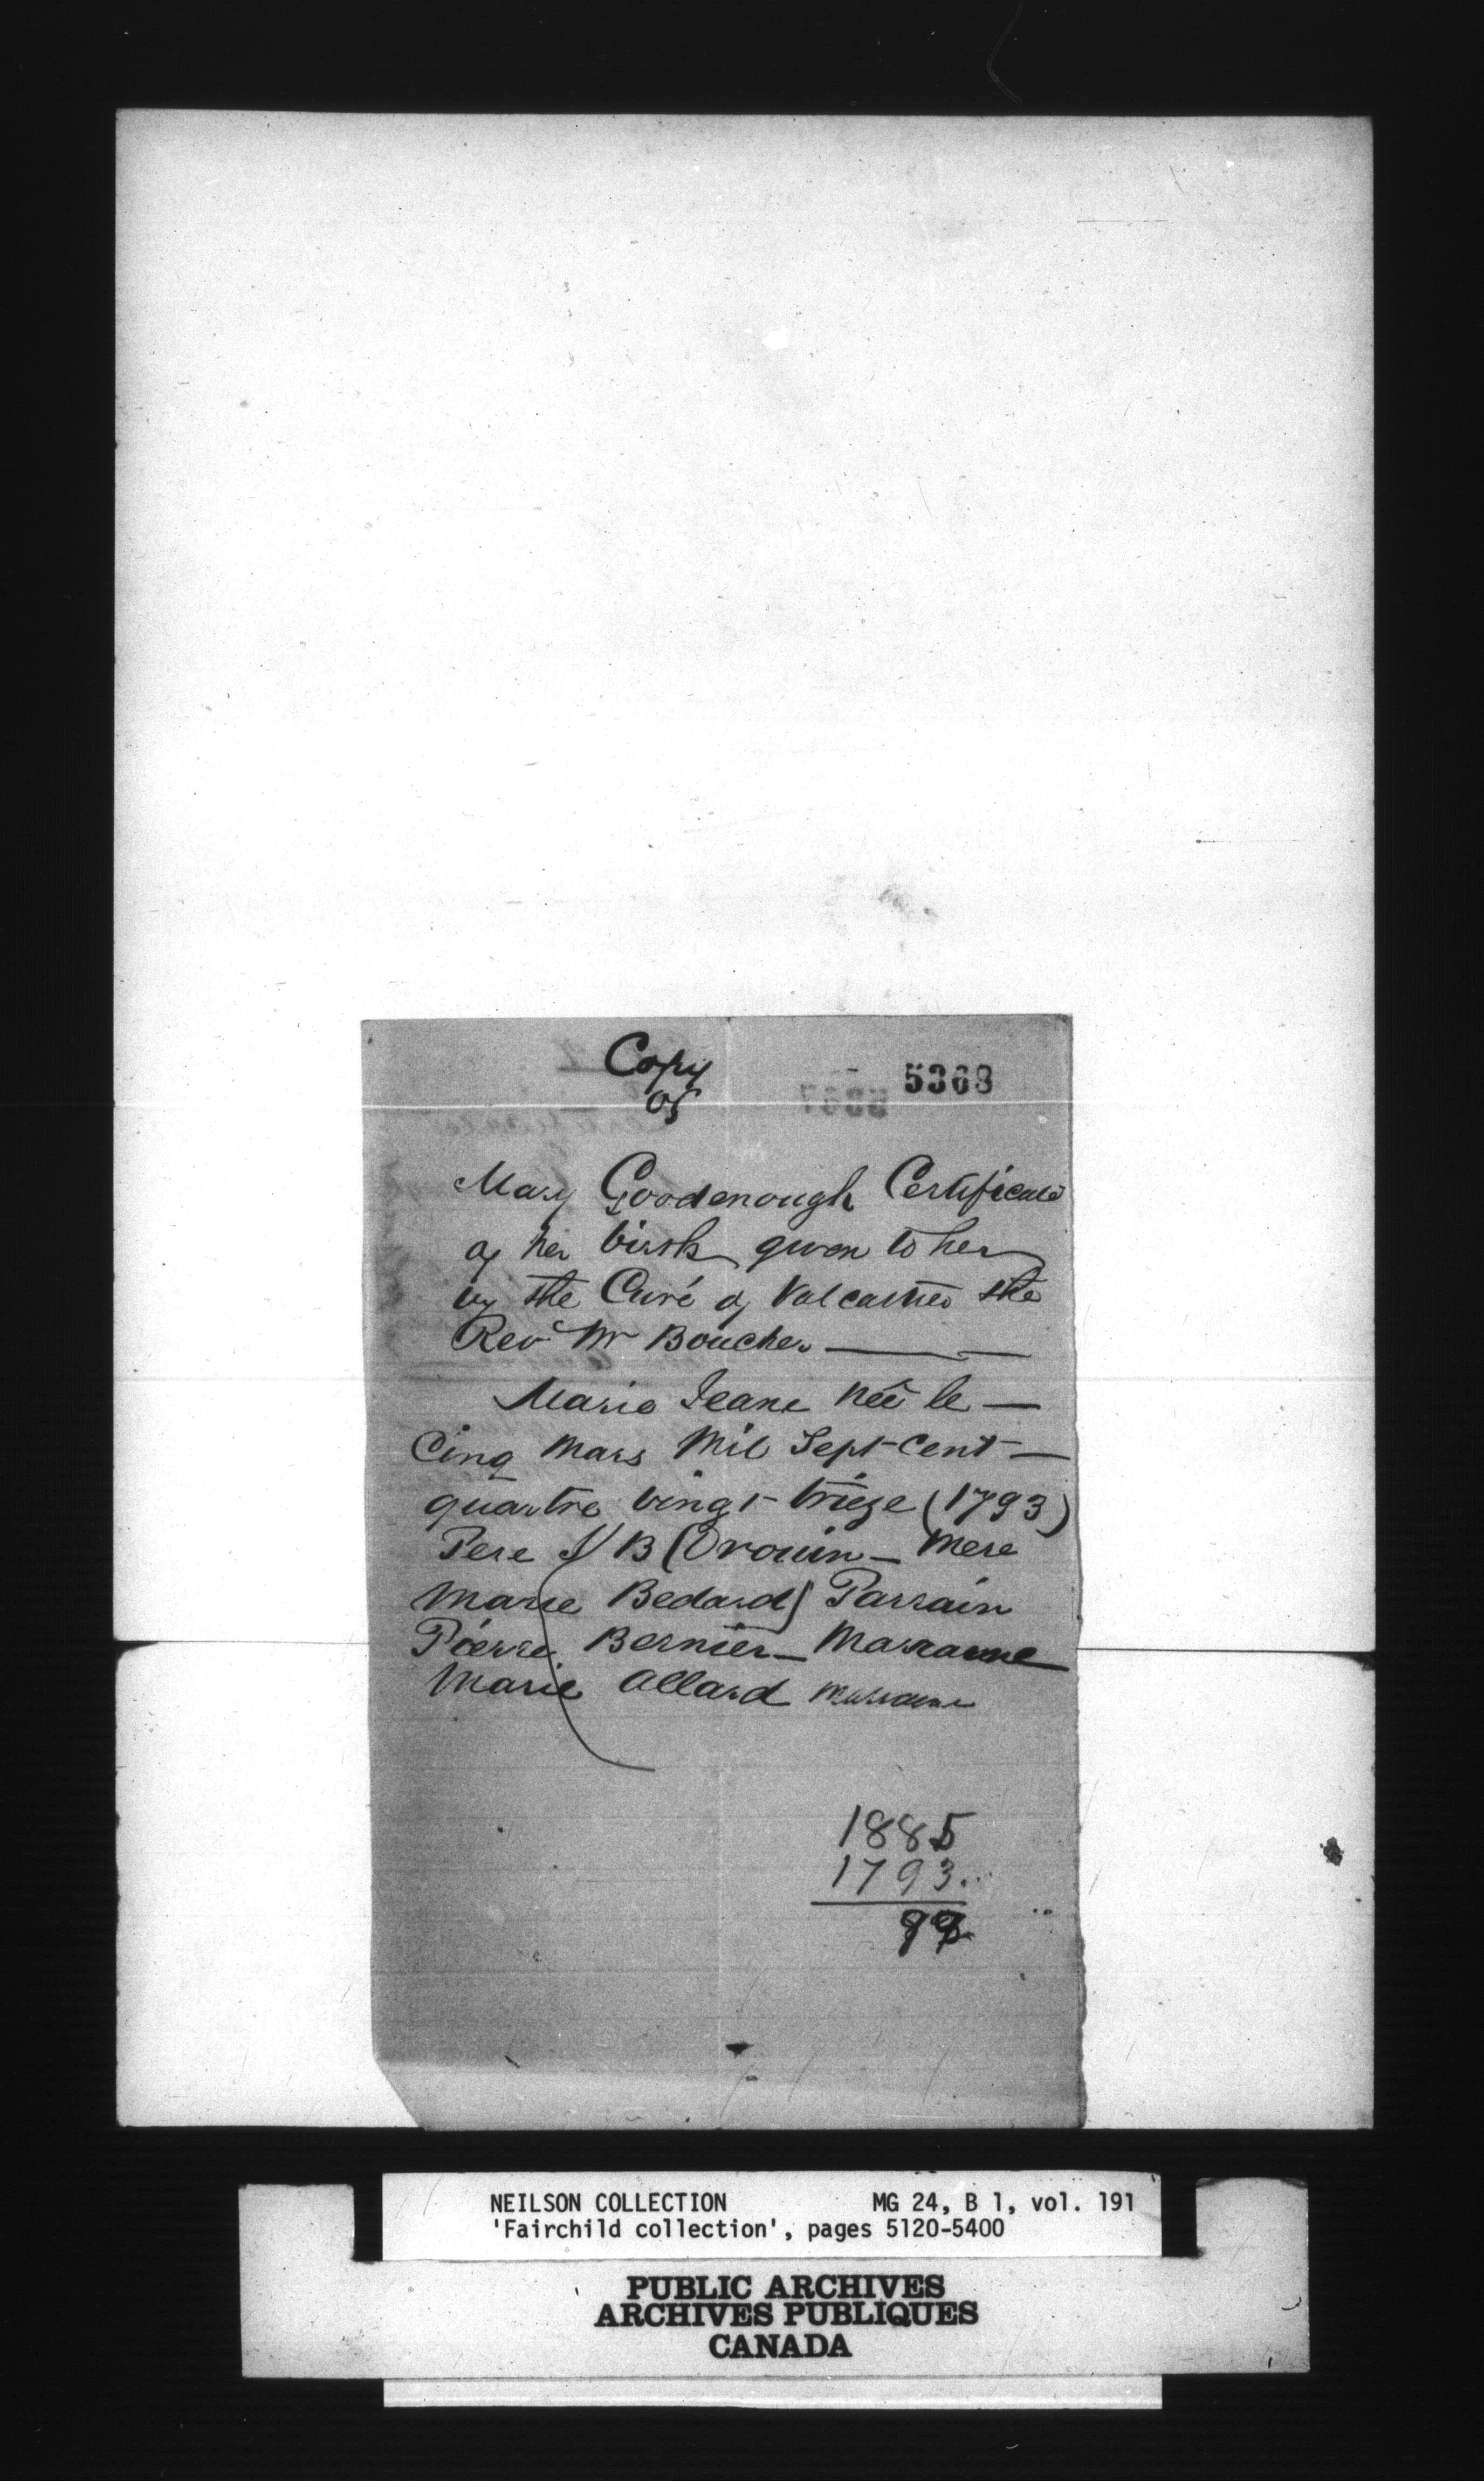 Copy
of
5368
Mary Goodenough Certificate
of her birth given to her
by the Curé of Valcartier the
Revd Mr Boucher
Marie Jeane Née le
Cinq Mars Mil Sept Cent
quartre vingt trieze (1793)
Pere J B (Drouin - Mere
Marie Bedard) Parrain
Pierre Bernier - Marraine
Marie Allard Marraine
1885
1793
NEILSON COLLECTION MG 24, B 1, vol. 191
'Fairchild collection', pages 5120-5400
PUBLIC ARCHIVES
ARCHIVES PUBLIQUES
CANADA